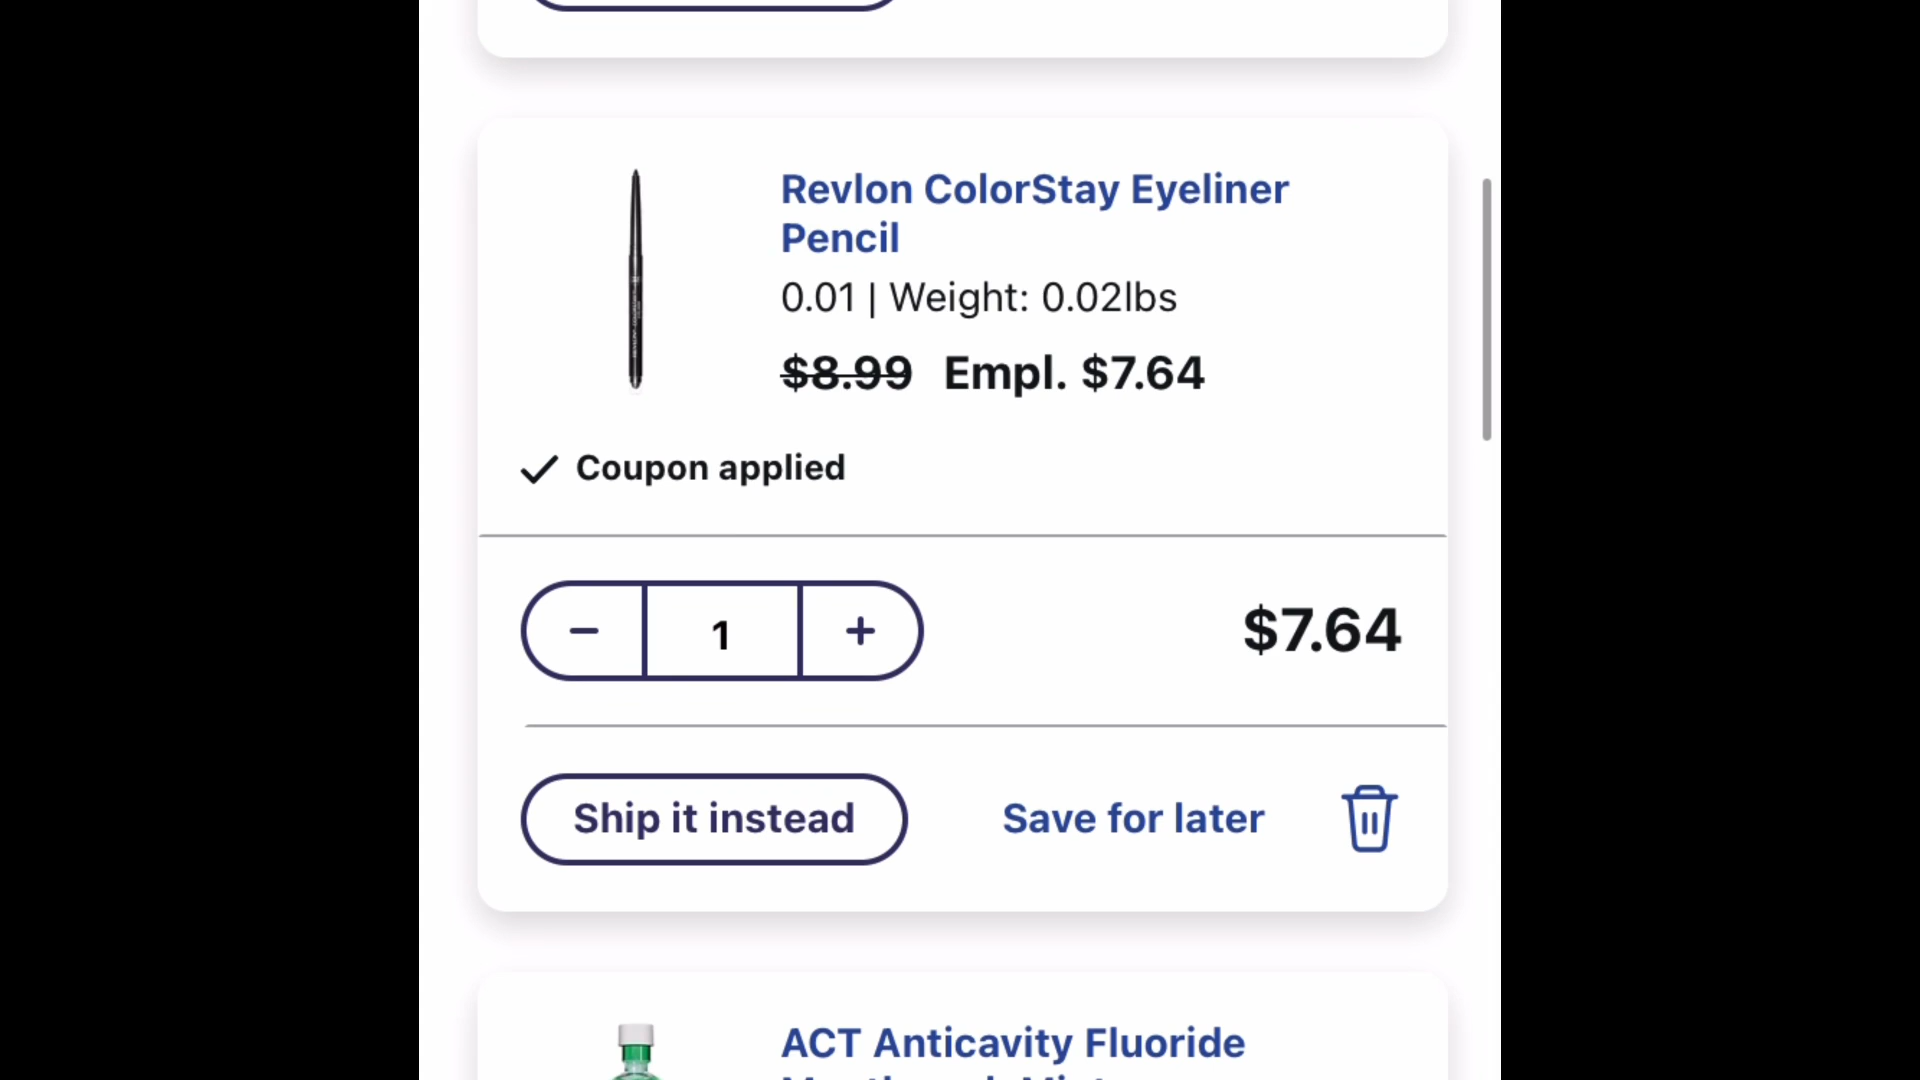 Revlon ColorStay Eyeliner
Pencil
0.01 | Weight: 0.02lbs
$8.99 Empl. $7.64
Coupon applied
1
$7.64
Ship it instead
Save for later
ACT Anticavity Fluoride